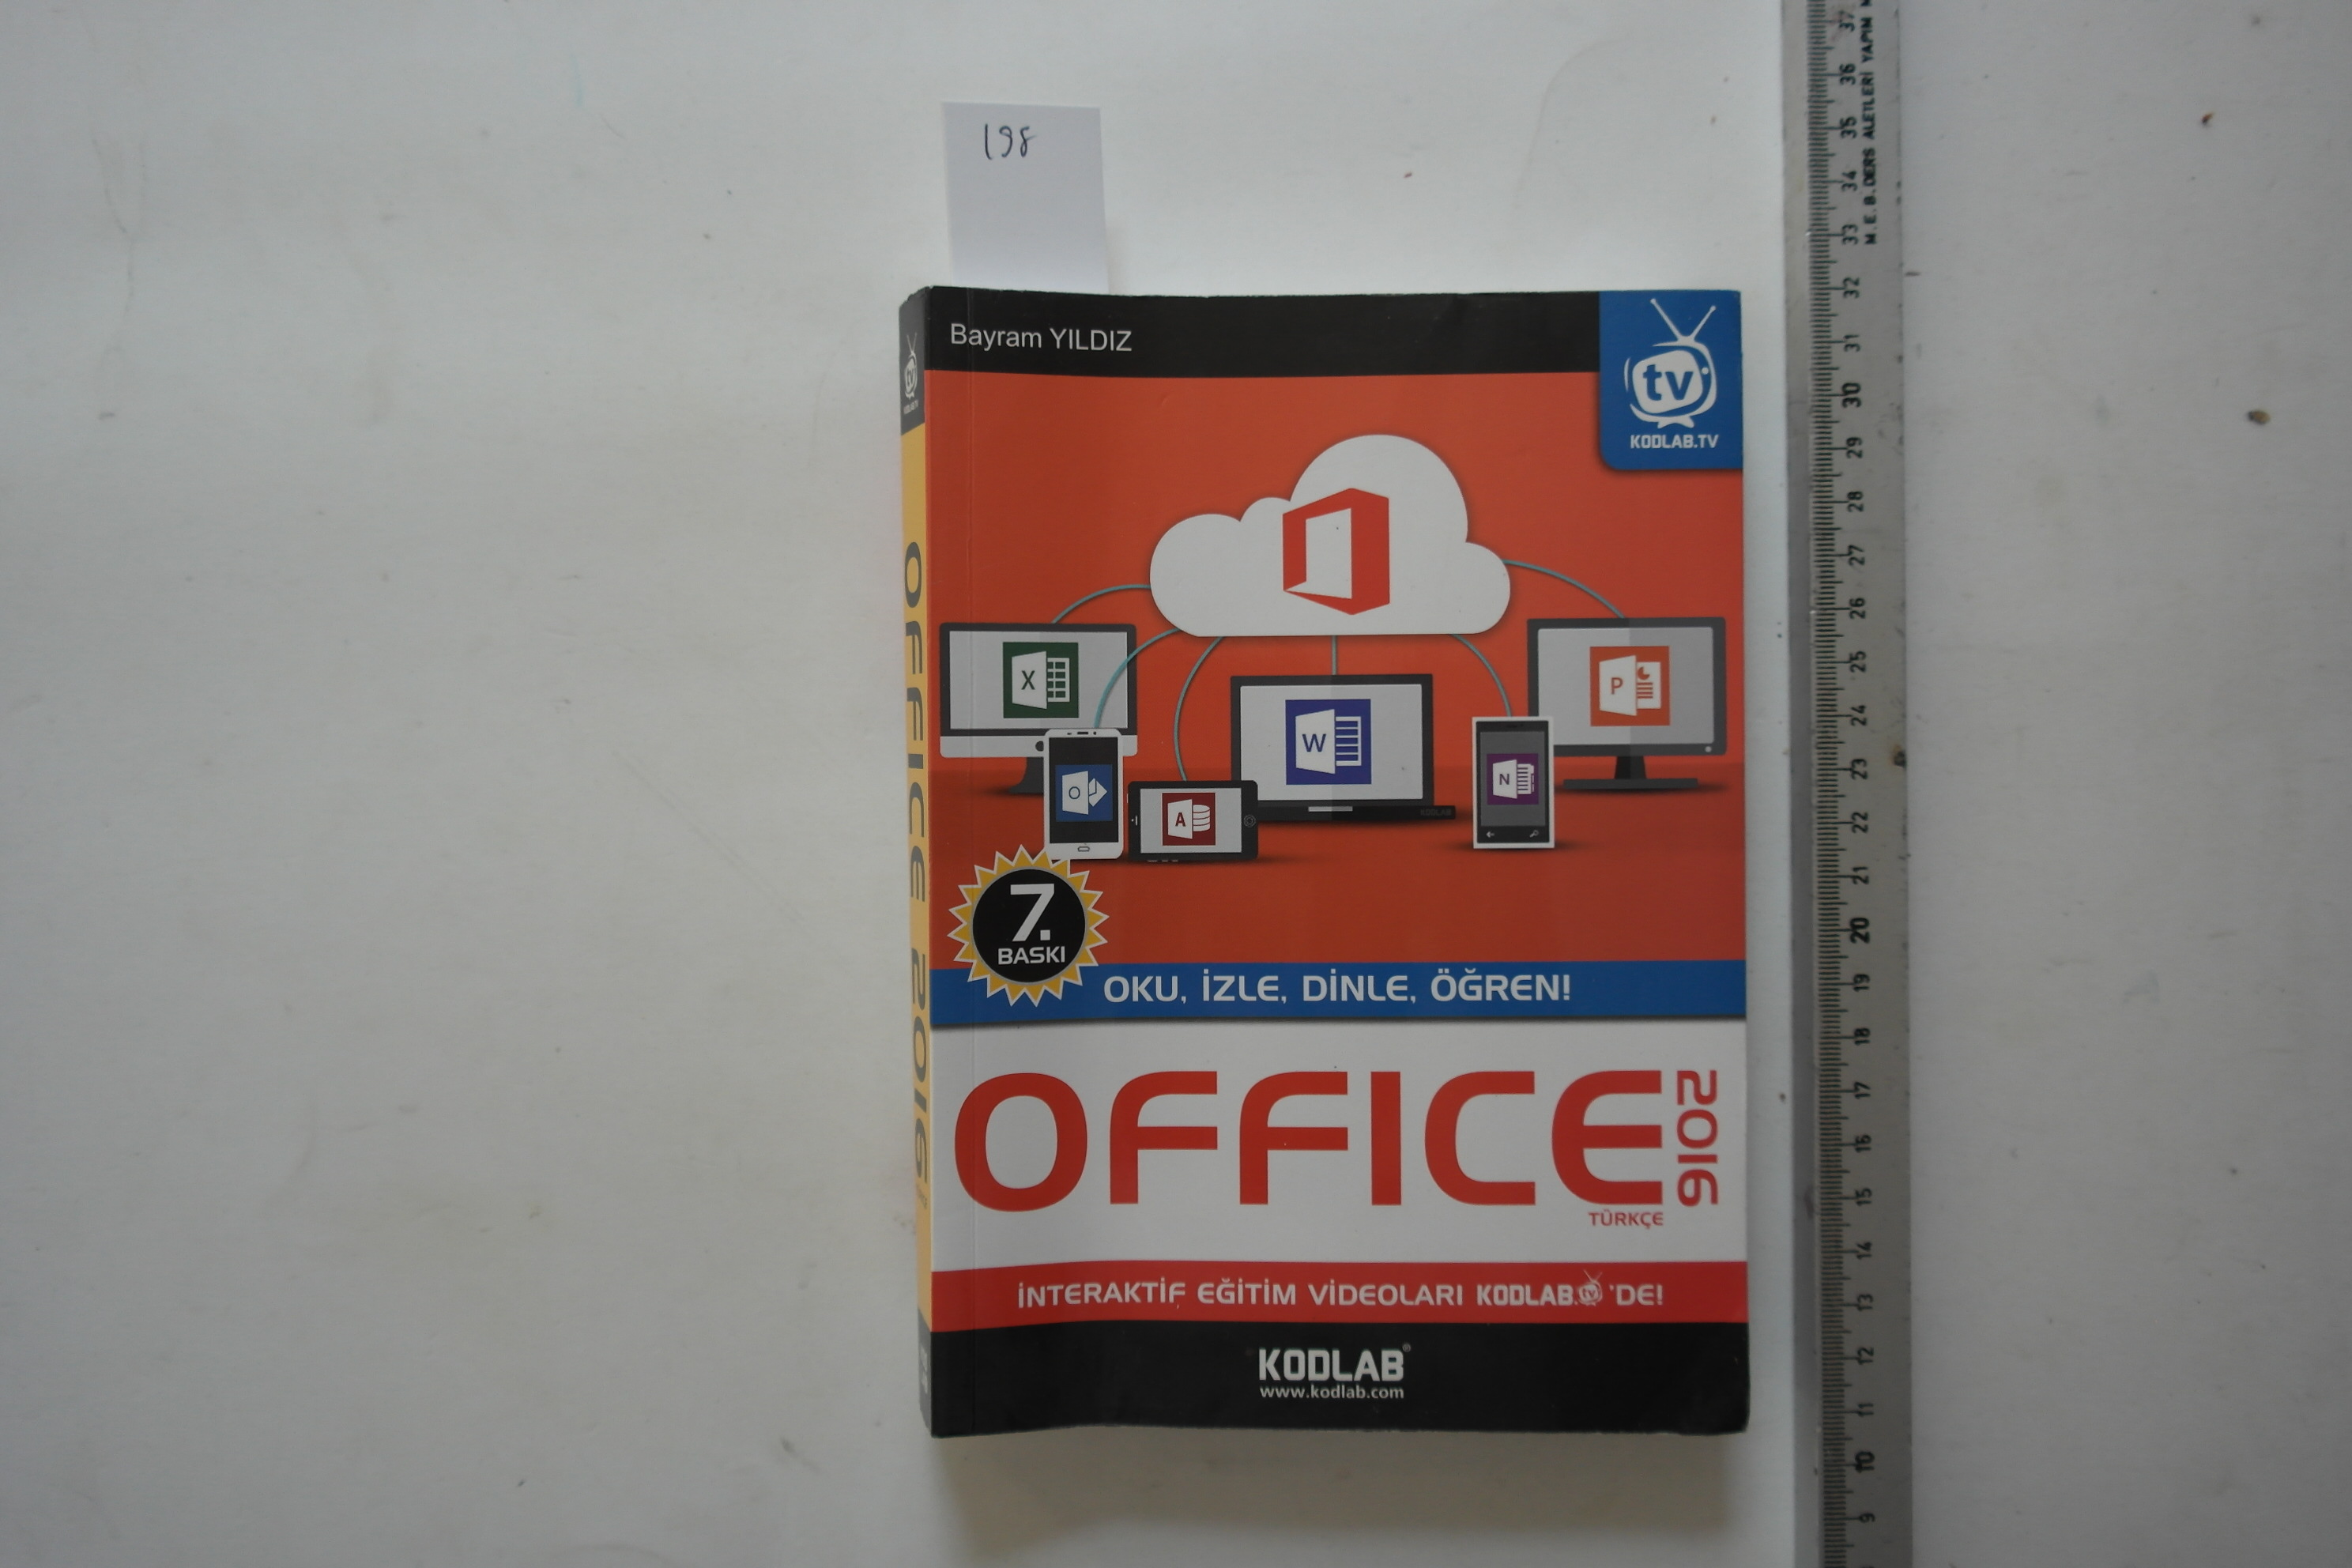 198
Bayram YILDIZ
tv
KODLAB.TV
X
O
A
W
N
P
KODLAB
7.
BASKI
OKU, İZLE, DİNLE, ÖĞREN!
OFFICE 2016
TÜRKÇE
İNTERAKTİF EĞİTİM VİDEOLARI KODLAB.tv 'DE!
KODLAB®
www.kodlab.com
OFFICE 2016
37
36
35
34
33
32
31
30
29
28
27
26
25
24
23
22
21
20
19
18
17
16
15
14
13
12
11
10
9
M.E.B. DERS ALETLERİ YAPIM